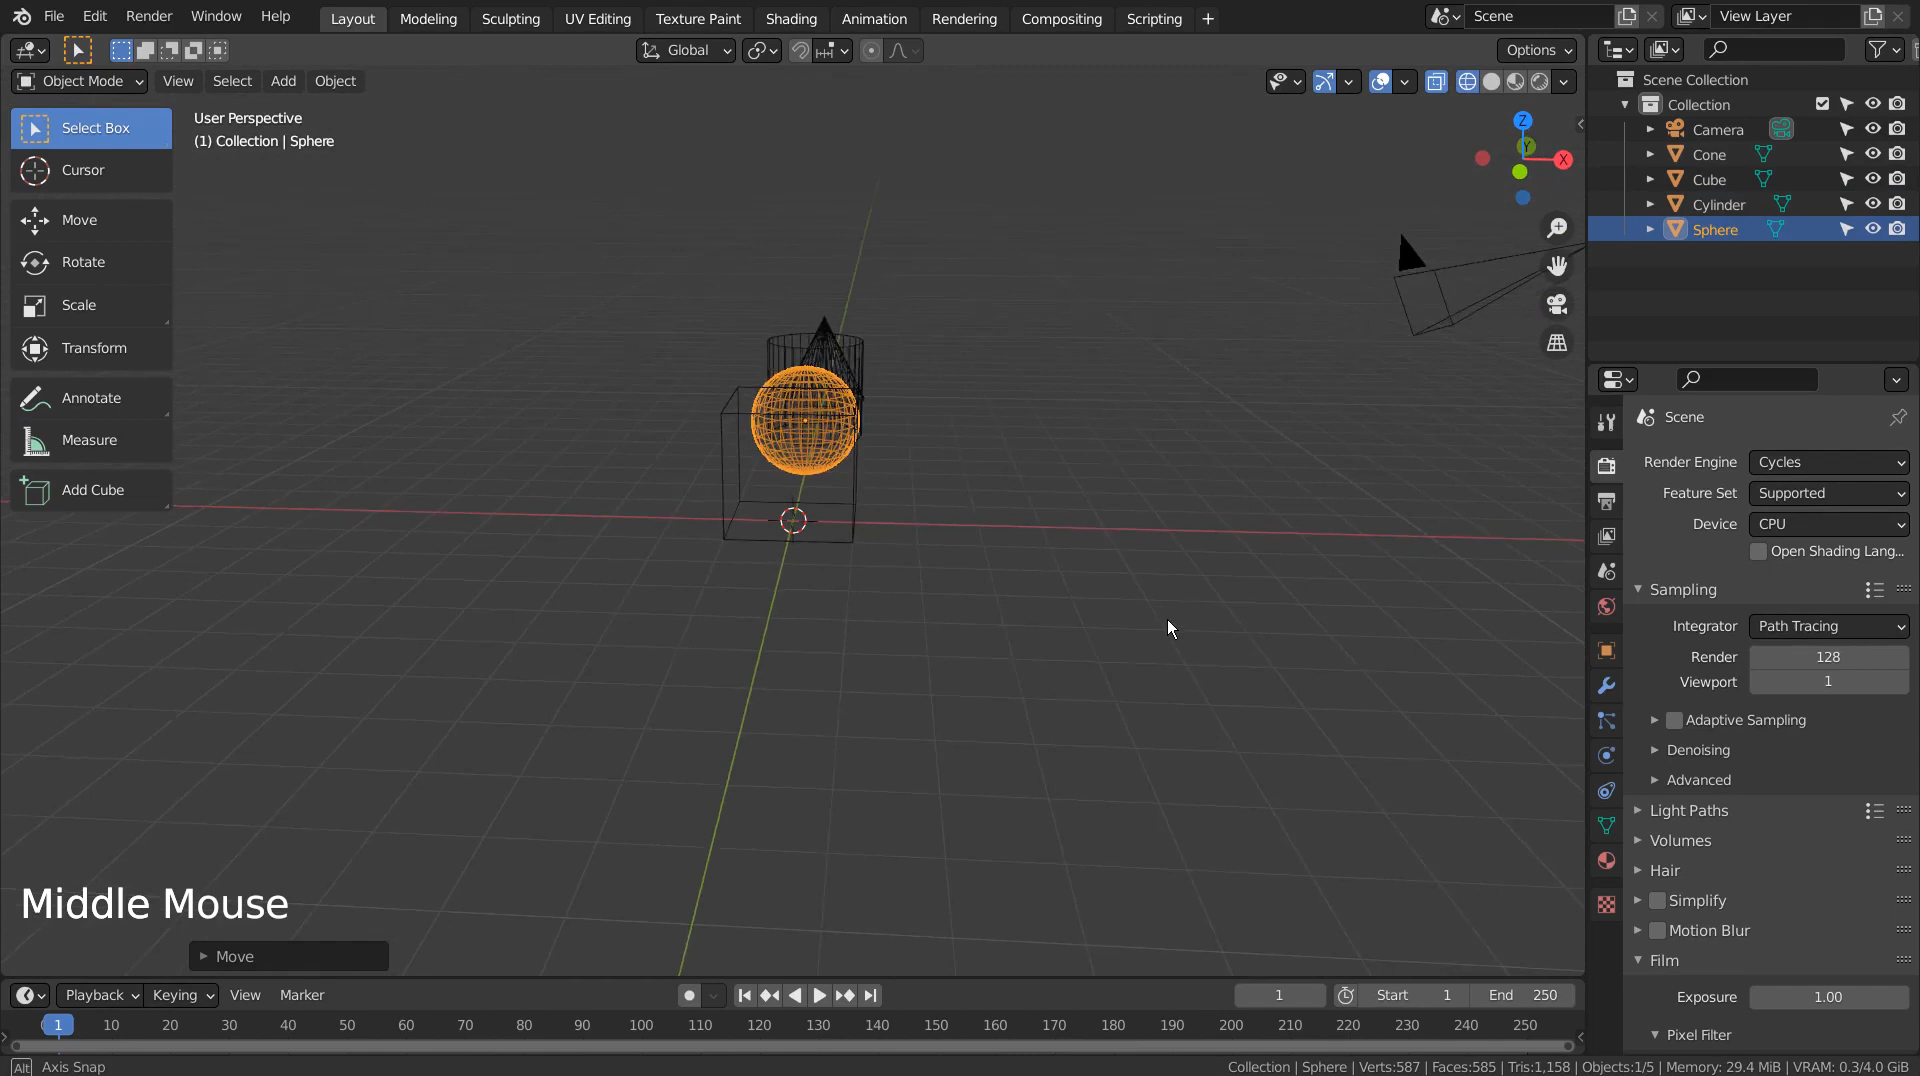 File Edit Render Window Help Layout Modeling Sculpting UV Editing Texture Paint Shading Animation Rendering Compositing Scripting + Scene View Layer
Global Options
Object Mode View Select Add Object
Select Box
Cursor
Move
Rotate
Scale
Transform
Annotate
Measure
Add Cube
User Perspective
(1) Collection | Sphere
Z
Y
X
Middle Mouse
Move
Scene Collection
Collection
Camera
Cone
Cube
Cylinder
Sphere
Scene
Render Engine Cycles
Feature Set Supported
Device CPU
Open Shading Lang...
Sampling
Integrator Path Tracing
Render 128
Viewport 1
Adaptive Sampling
Denoising
Advanced
Light Paths
Volumes
Hair
Simplify
Motion Blur
Film
Exposure 1.00
Pixel Filter
Playback Keying View Marker 1 Start 1 End 250
1 10 20 30 40 50 60 70 80 90 100 110 120 130 140 150 160 170 180 190 200 210 220 230 240 250
Alt Axis Snap Collection | Sphere | Verts:587 | Faces:585 | Tris:1,158 | Objects:1/5 | Memory: 29.4 MiB | VRAM: 0.3/4.0 GiB